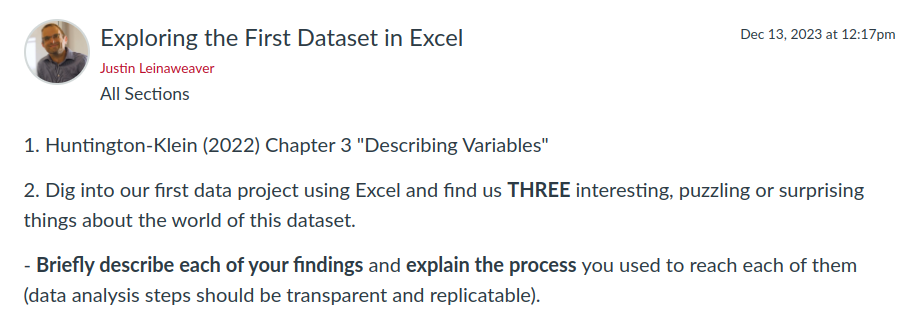 Exploring the First Dataset in Excel
Dec 13, 2023 at 12:17pm
Justin Leinaweaver
All Sections
1. Huntington-Klein (2022) Chapter 3 "Describing Variables"
2. Dig into our first data project using Excel and find us THREE interesting, puzzling or surprising
things about the world of this dataset.
- Briefly describe each of your findings and explain the process you used to reach each of them
(data analysis steps should be transparent and replicatable).